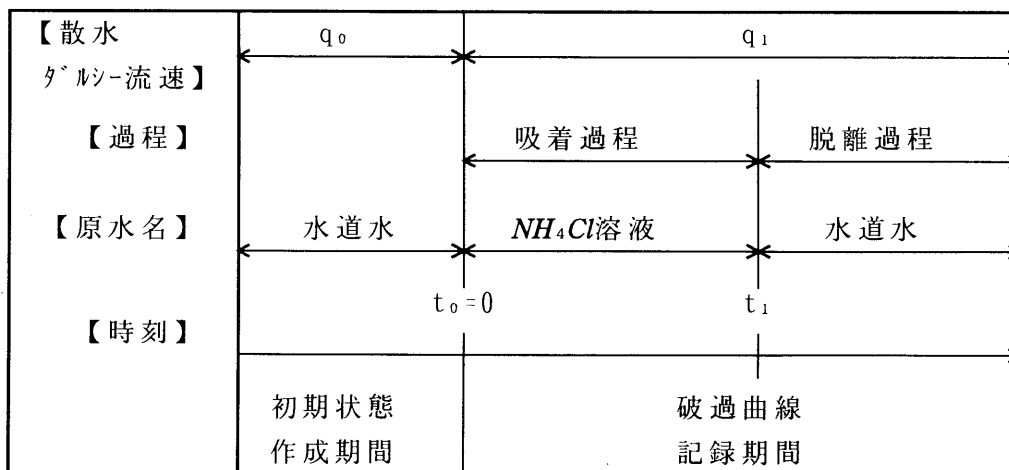 【散水 q₀ q₁
ダルシー流速】
【過程】 吸着過程 脱離過程
【原水名】 水道水 NH₄Cl溶液 水道水
t₀=0 t₁
【時刻】
初期状態 破過曲線
作成期間 記録期間